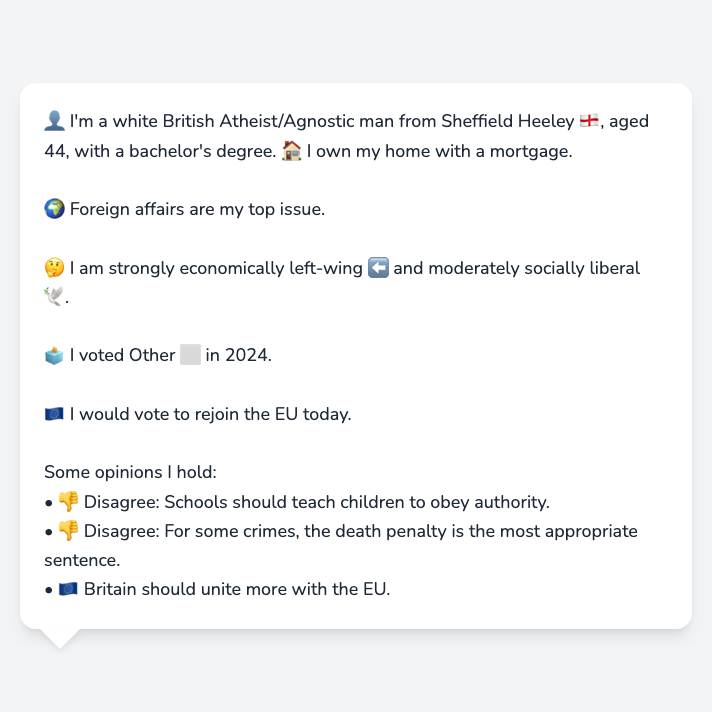 👤 I'm a white British Atheist/Agnostic man from Sheffield Heeley 🏴󠁧󠁢󠁥󠁮󠁧󠁿, aged
44, with a bachelor's degree. 🏠 I own my home with a mortgage.
🌍 Foreign affairs are my top issue.
🤔 I am strongly economically left-wing ⬅️ and moderately socially liberal
🕊️.
🗳️ I voted Other ⬜ in 2024.
🇪🇺 I would vote to rejoin the EU today.
Some opinions I hold:
• 👎 Disagree: Schools should teach children to obey authority.
• 👎 Disagree: For some crimes, the death penalty is the most appropriate
sentence.
• 🇪🇺 Britain should unite more with the EU.